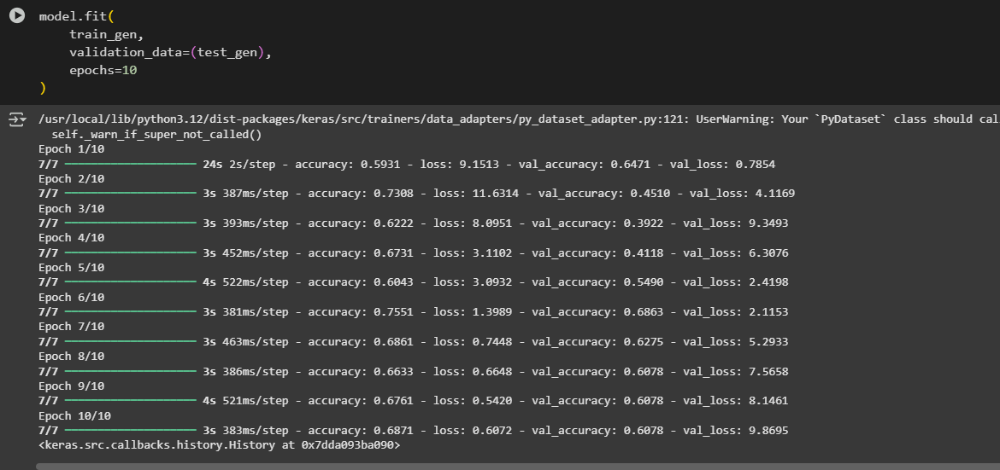 model.fit(
    train_gen,
    validation_data=(test_gen),
    epochs=10
)
/usr/local/lib/python3.12/dist-packages/keras/src/trainers/data_adapters/py_dataset_adapter.py:121: UserWarning: Your `PyDataset` class should cal
  self._warn_if_super_not_called()
Epoch 1/10
7/7 24s 2s/step - accuracy: 0.5931 - loss: 9.1513 - val_accuracy: 0.6471 - val_loss: 0.7854
Epoch 2/10
7/7 3s 387ms/step - accuracy: 0.7308 - loss: 11.6314 - val_accuracy: 0.4510 - val_loss: 4.1169
Epoch 3/10
7/7 3s 393ms/step - accuracy: 0.6222 - loss: 8.0951 - val_accuracy: 0.3922 - val_loss: 9.3493
Epoch 4/10
7/7 3s 452ms/step - accuracy: 0.6731 - loss: 3.1102 - val_accuracy: 0.4118 - val_loss: 6.3076
Epoch 5/10
7/7 4s 522ms/step - accuracy: 0.6043 - loss: 3.0932 - val_accuracy: 0.5490 - val_loss: 2.4198
Epoch 6/10
7/7 3s 381ms/step - accuracy: 0.7551 - loss: 1.3989 - val_accuracy: 0.6863 - val_loss: 2.1153
Epoch 7/10
7/7 3s 463ms/step - accuracy: 0.6861 - loss: 0.7448 - val_accuracy: 0.6275 - val_loss: 5.2933
Epoch 8/10
7/7 3s 386ms/step - accuracy: 0.6633 - loss: 0.6648 - val_accuracy: 0.6078 - val_loss: 7.5658
Epoch 9/10
7/7 4s 521ms/step - accuracy: 0.6761 - loss: 0.5420 - val_accuracy: 0.6078 - val_loss: 8.1461
Epoch 10/10
7/7 3s 383ms/step - accuracy: 0.6871 - loss: 0.6072 - val_accuracy: 0.6078 - val_loss: 9.8695
<keras.src.callbacks.history.History at 0x7dda093ba090>